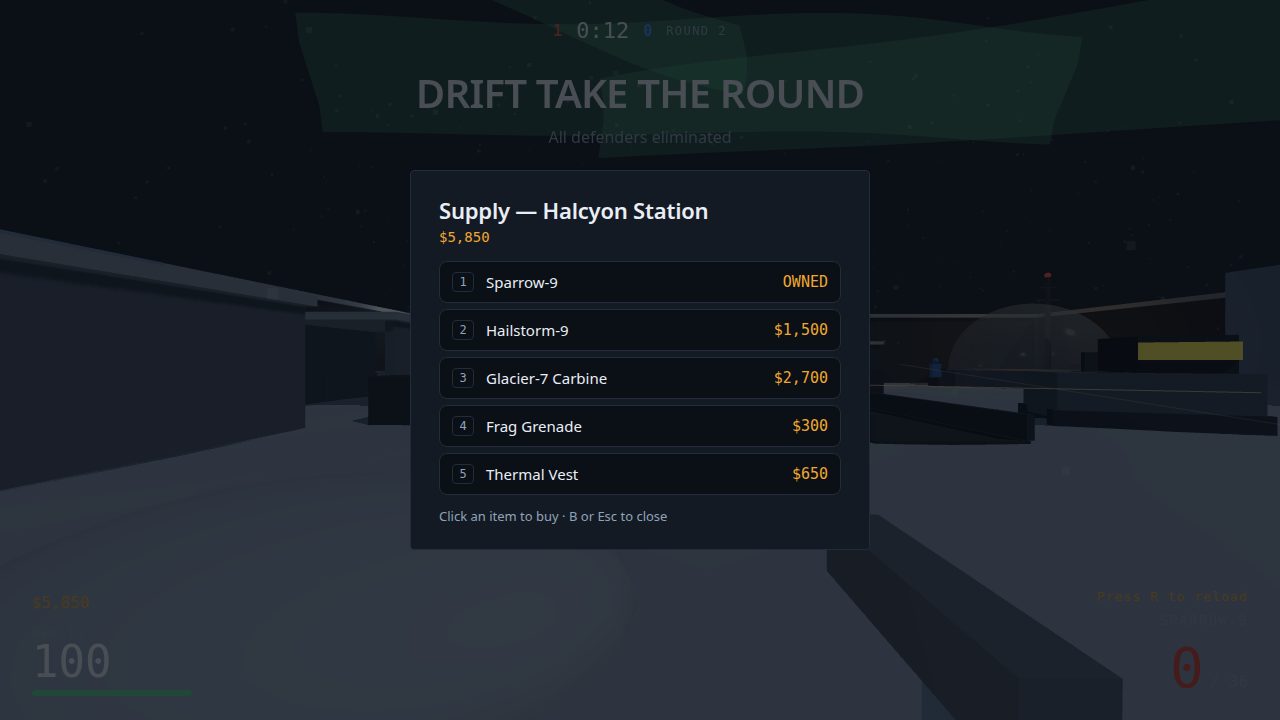 1 0:12 0 ROUND 2
DRIFT TAKE THE ROUND
All defenders eliminated
Supply — Halcyon Station
$5,850
1 Sparrow-9 OWNED
2 Hailstorm-9 $1,500
3 Glacier-7 Carbine $2,700
4 Frag Grenade $300
5 Thermal Vest $650
Click an item to buy · B or Esc to close
$5,850
100
Press R to reload
SPARROW-9
0 / 36